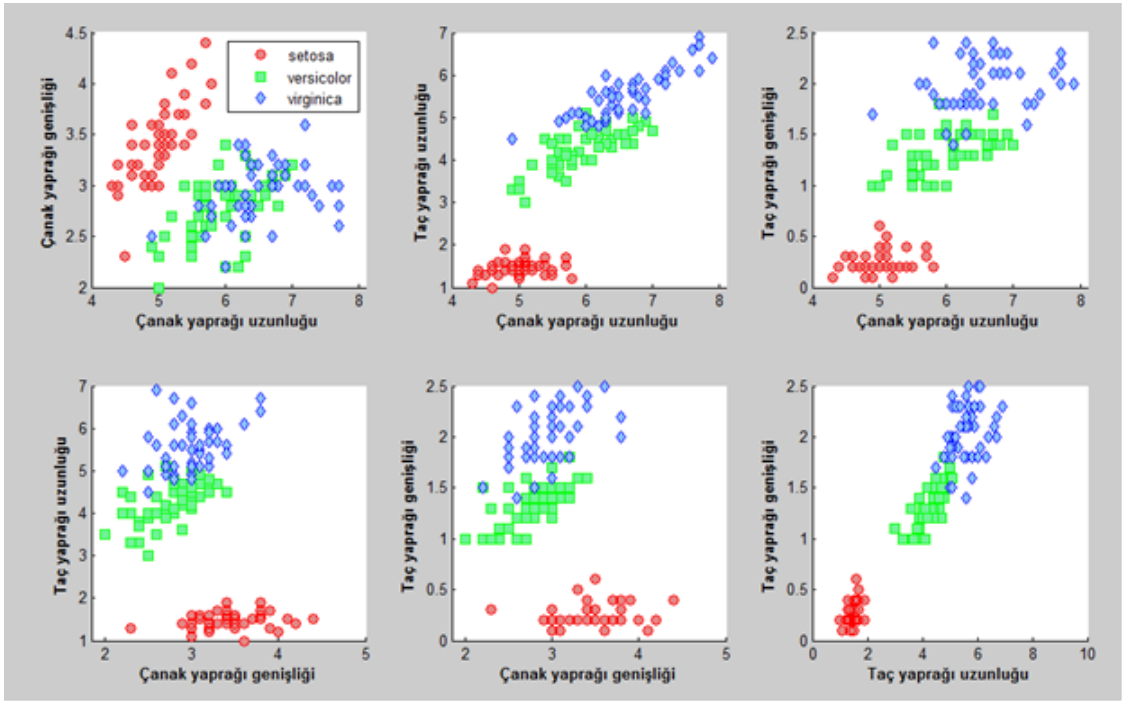 4.5
4
3.5
3
2.5
2
4 5 6 7 8
Çanak yaprağı genişliği
Çanak yaprağı uzunluğu
setosa
versicolor
virginica
7
6
5
4
3
2
1
4 5 6 7 8
Taç yaprağı uzunluğu
Çanak yaprağı uzunluğu
2.5
2
1.5
1
0.5
0
4 5 6 7 8
Taç yaprağı genişliği
Çanak yaprağı uzunluğu
7
6
5
4
3
2
1
2 3 4 5
Taç yaprağı uzunluğu
Çanak yaprağı genişliği
2.5
2
1.5
1
0.5
0
2 3 4 5
Taç yaprağı genişliği
Çanak yaprağı genişliği
2.5
2
1.5
1
0.5
0
0 2 4 6 8 10
Taç yaprağı genişliği
Taç yaprağı uzunluğu